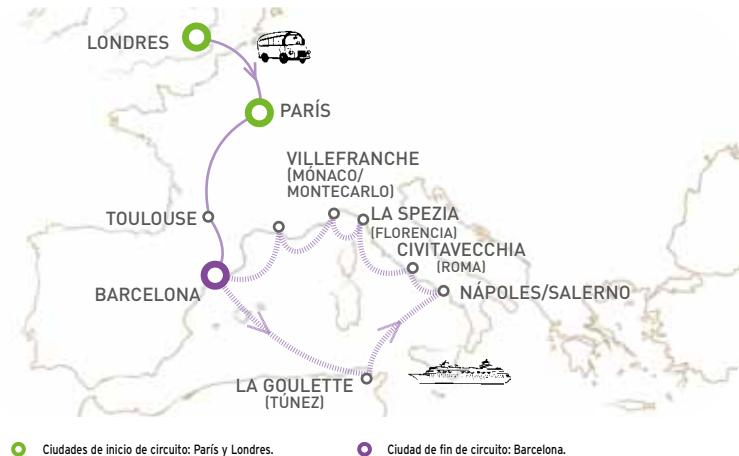 LONDRES
PARÍS
VILLEFRANCHE
(MÓNACO/
MONTECARLO)
TOULOUSE
LA SPEZIA
(FLORENCIA)
CIVITAVECCHIA
(ROMA)
BARCELONA
NÁPOLES/SALERNO
LA GOULETTE
(TÚNEZ)
Ciudades de inicio de circuito: París y Londres.
Ciudad de fin de circuito: Barcelona.